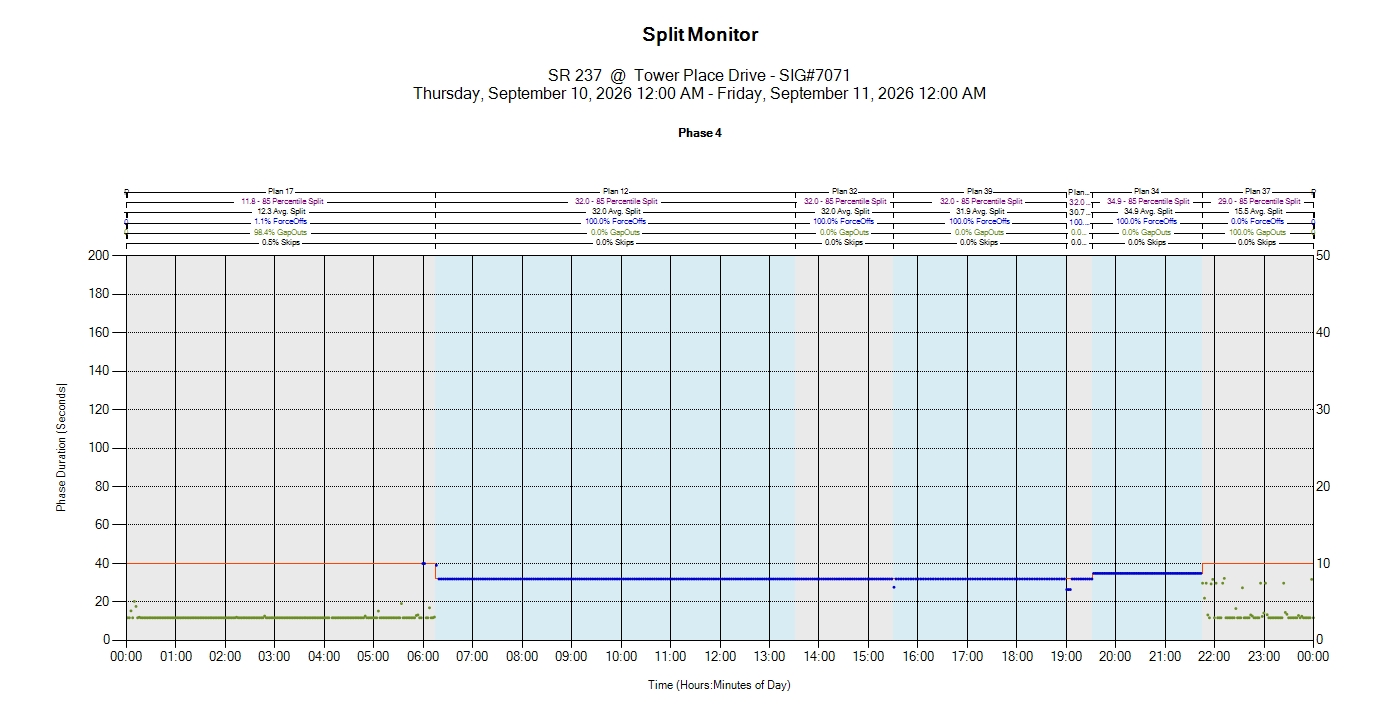 Split Monitor
SR 237 @ Tower Place Drive - SIG#7071
Thursday, September 10, 2026 12:00 AM - Friday, September 11, 2026 12:00 AM
Phase 4
Plan 17 Plan 12 Plan 32 Plan 39 Plan... Plan 34 Plan 37
11.8 - 85 Percentile Split 32.0 - 85 Percentile Split 32.0 - 85 Percentile Split 32.0 - 85 Percentile Split 32.0 ... 34.9 - 85 Percentile Split 29.0 - 85 Percentile Split
12.3 Avg. Split 32.0 Avg. Split 32.0 Avg. Split 31.9 Avg. Split 30.7... 34.9 Avg. Split 15.5 Avg. Split
1.1% ForceOffs 100.0% ForceOffs 100.0% ForceOffs 100.0% ForceOffs 100... 100.0% ForceOffs 0.0% ForceOffs
98.4% GapOuts 0.0% GapOuts 0.0% GapOuts 0.0% GapOuts 0.0... 0.0% GapOuts 100.0% GapOuts
0.5% Skips 0.0% Skips 0.0% Skips 0.0% Skips 0.0... 0.0% Skips 0.0% Skips
200 50
180
160 40
140
120 30
100
80 20
60
40 10
20
0 0
Phase Duration (Seconds)
00:00 01:00 02:00 03:00 04:00 05:00 06:00 07:00 08:00 09:00 10:00 11:00 12:00 13:00 14:00 15:00 16:00 17:00 18:00 19:00 20:00 21:00 22:00 23:00 00:00
Time (Hours:Minutes of Day)